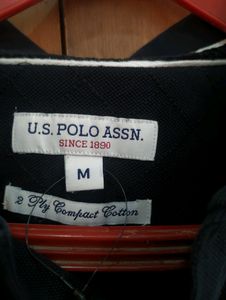 U.S. POLO ASSN.
SINCE 1890
M
2 Ply Compact Cotton